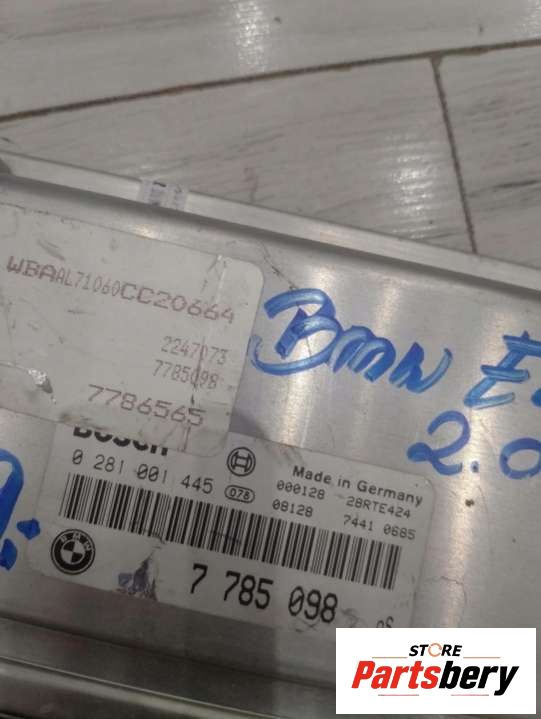 WBAAL71060CC20664
2247073
7785098
7786565
BMW
2.0
Bosch
Made in Germany
0 281 001 445 078 000128 28RTE424
08128 7441 0685
BMW 7 785 098
STORE
Partsbery